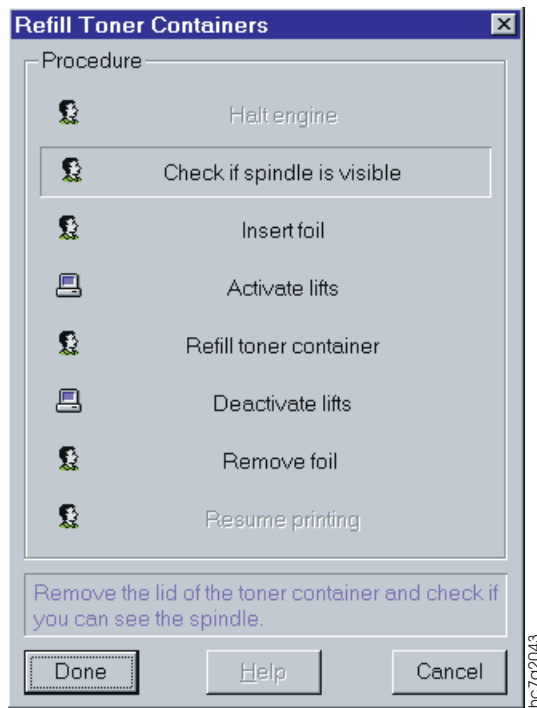 Refill Toner Containers
Procedure
Halt engine
Check if spindle is visible
Insert foil
Activate lifts
Refill toner container
Deactivate lifts
Remove foil
Resume printing
Remove the lid of the toner container and check if
you can see the spindle.
Done
Help
Cancel
hc7q2043